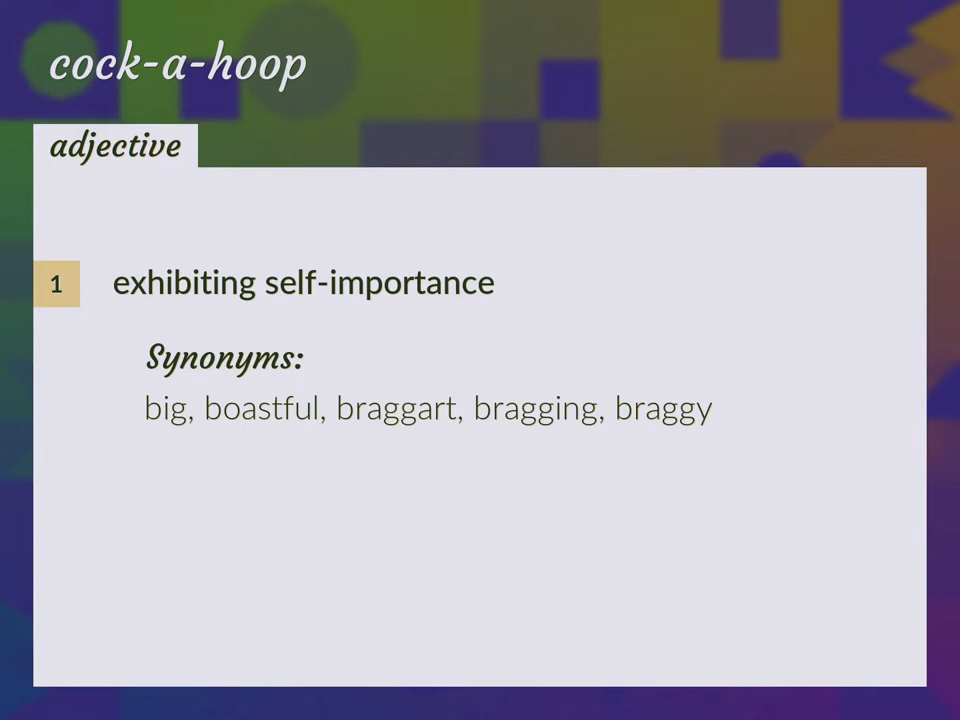 cock-a-hoop
adjective
1 exhibiting self-importance
Synonyms:
big, boastful, braggart, bragging, braggy